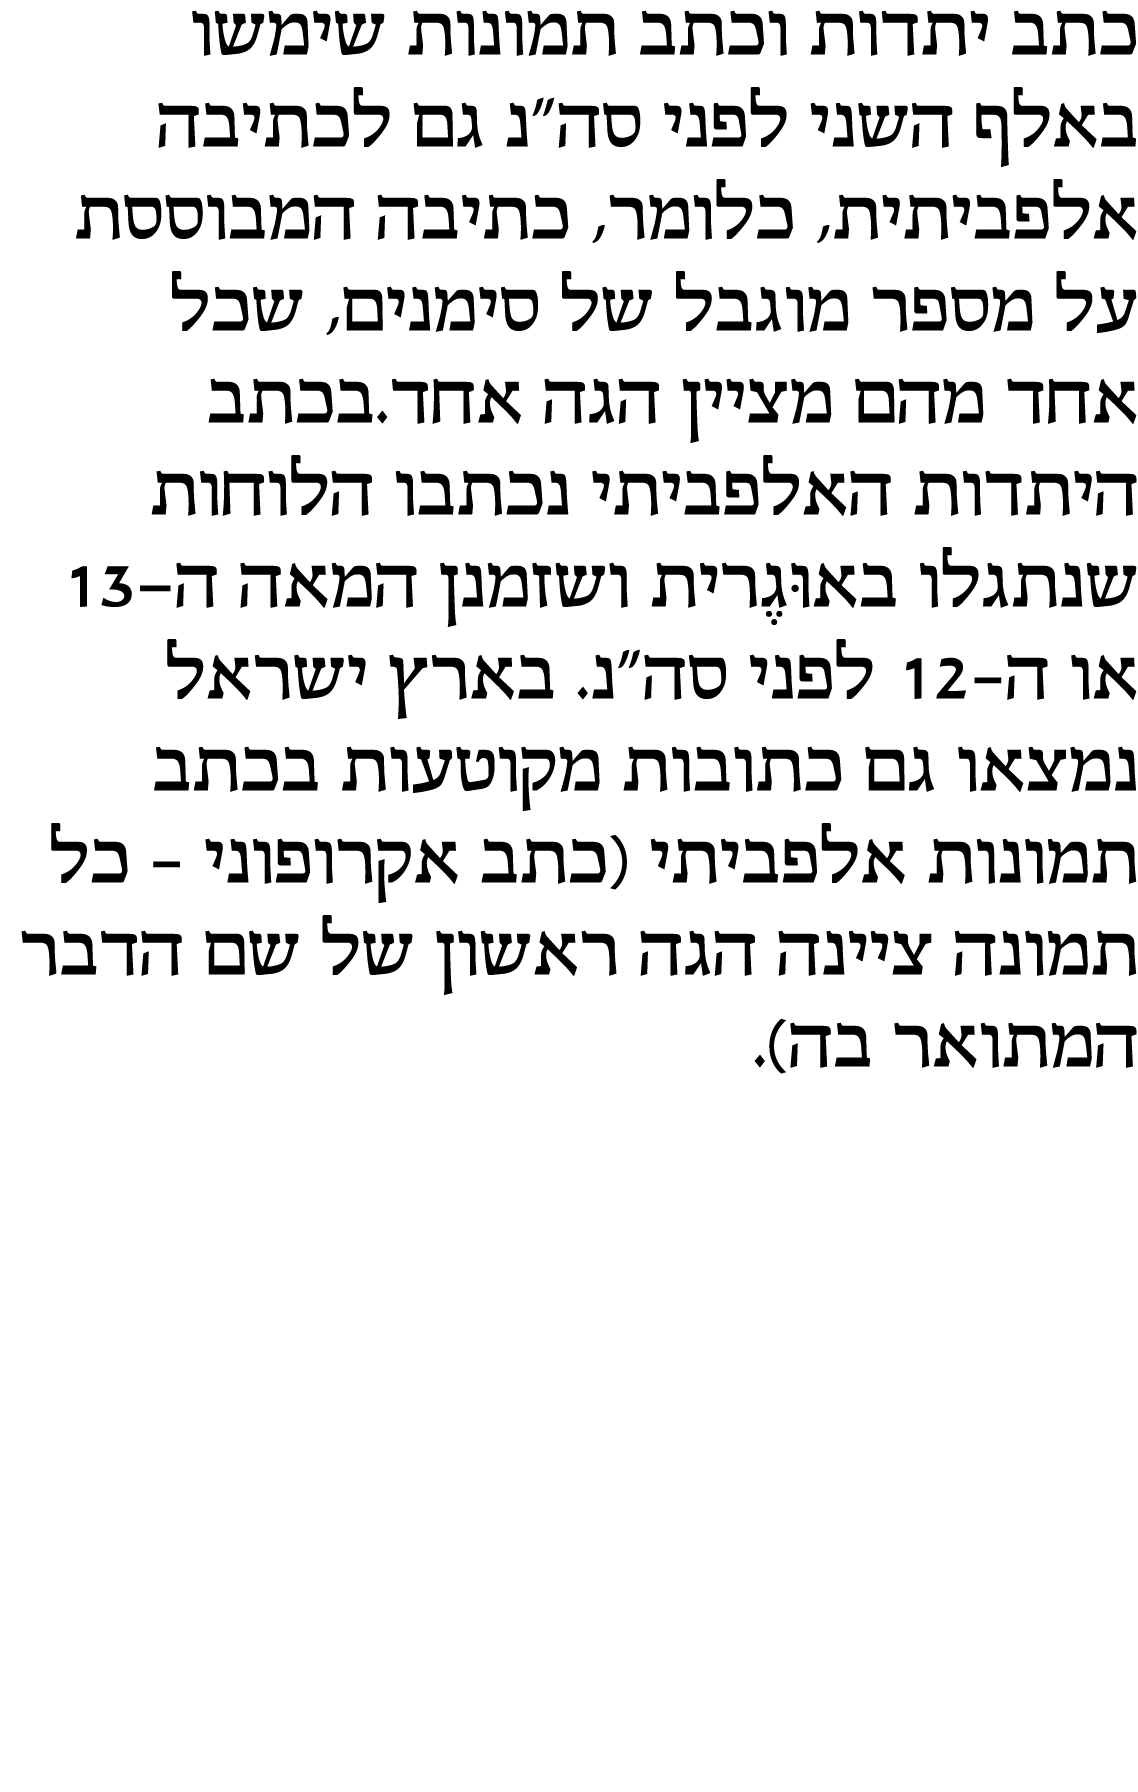 כתב יתדות וכתב תמונות שימשו
באלף השני לפני סה"נ גם לכתיבה
אלפביתית, כלומר, כתיבה המבוססת
על מספר מוגבל של סימנים, שכל
אחד מהם מציין הגה אחד.בכתב
היתדות האלפביתי נכתבו הלוחות
שנתגלו באוּגֶרית ושזמנן המאה ה–13
או ה-12 לפני סה"נ. בארץ ישראל
נמצאו גם כתובות מקוטעות בכתב
תמונות אלפביתי (כתב אקרופוני - כל
תמונה ציינה הגה ראשון של שם הדבר
המתואר בה).